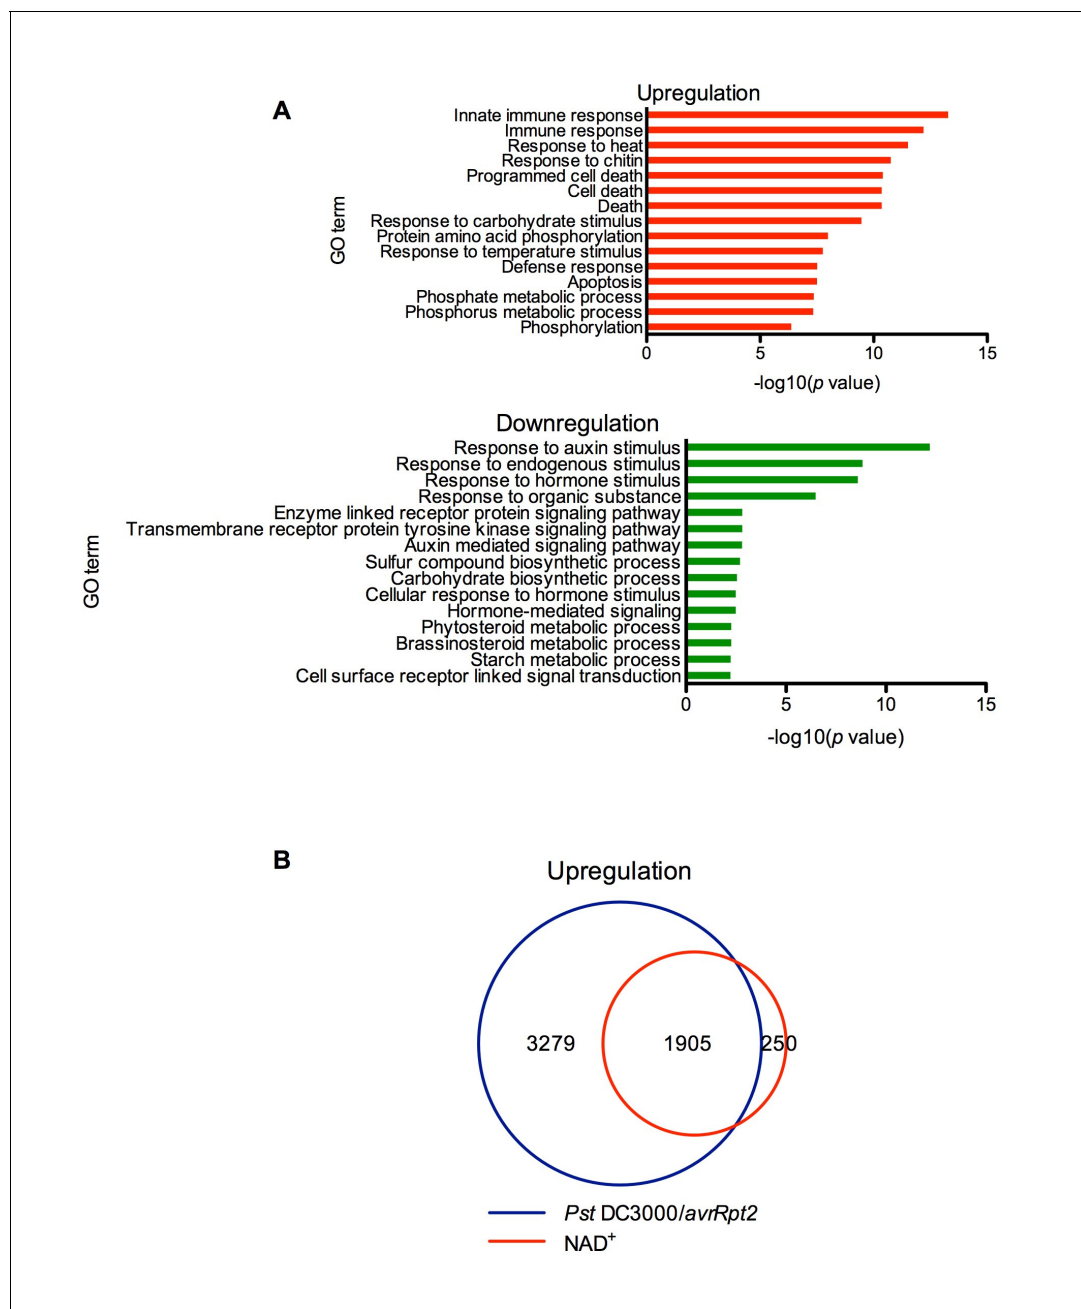 A
Upregulation
GO term
Innate immune response
Immune response
Response to heat
Response to chitin
Programmed cell death
Cell death
Death
Response to carbohydrate stimulus
Protein amino acid phosphorylation
Response to temperature stimulus
Defense response
Apoptosis
Phosphate metabolic process
Phosphorus metabolic process
Phosphorylation
0 5 10 15
-log10(p value)
Downregulation
GO term
Response to auxin stimulus
Response to endogenous stimulus
Response to hormone stimulus
Response to organic substance
Enzyme linked receptor protein signaling pathway
Transmembrane receptor protein tyrosine kinase signaling pathway
Auxin mediated signaling pathway
Sulfur compound biosynthetic process
Carbohydrate biosynthetic process
Cellular response to hormone stimulus
Hormone-mediated signaling
Phytosteroid metabolic process
Brassinosteroid metabolic process
Starch metabolic process
Cell surface receptor linked signal transduction
0 5 10 15
-log10(p value)
B
Upregulation
3279 1905 250
Pst DC3000/avrRpt2
NAD+